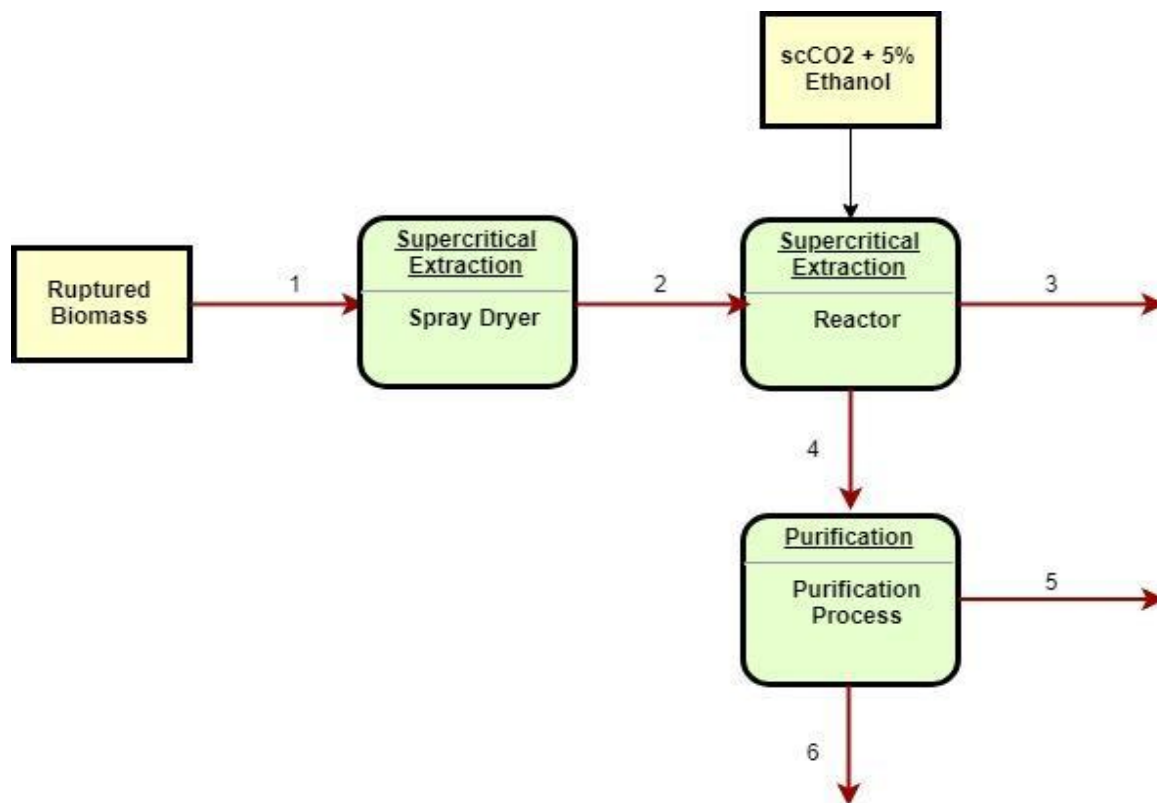 scCO2 + 5%
Ethanol
Ruptured
Biomass
1
Supercritical
Extraction
Spray Dryer
2
Supercritical
Extraction
Reactor
3
4
Purification
Purification
Process
5
6